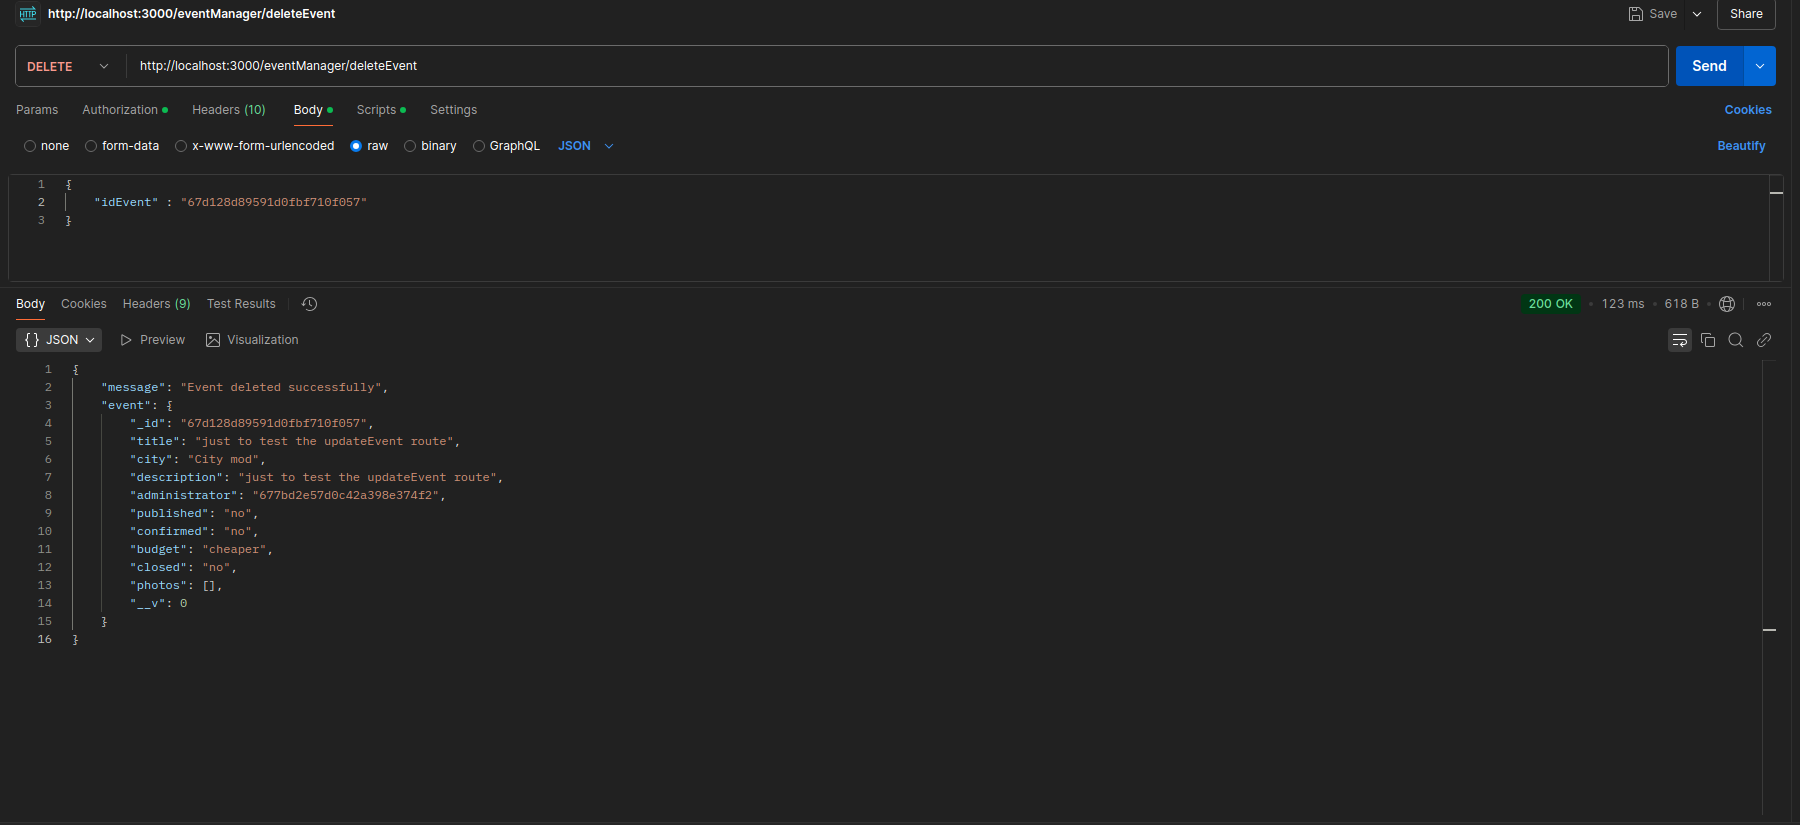 HTTP http://localhost:3000/eventManager/deleteEvent Save Share
DELETE http://localhost:3000/eventManager/deleteEvent Send
Params Authorization Headers (10) Body Scripts Settings Cookies
none form-data x-www-form-urlencoded raw binary GraphQL JSON Beautify
1 {
2 "idEvent" : "67d128d89591d0fbf710f057"
3 }
Body Cookies Headers (9) Test Results 200 OK 123 ms 618 B
{} JSON Preview Visualization
1 {
2 "message": "Event deleted successfully",
3 "event": {
4 "_id": "67d128d89591d0fbf710f057",
5 "title": "just to test the updateEvent route",
6 "city": "City mod",
7 "description": "just to test the updateEvent route",
8 "administrator": "677bd2e57d0c42a398e374f2",
9 "published": "no",
10 "confirmed": "no",
11 "budget": "cheaper",
12 "closed": "no",
13 "photos": [],
14 "__v": 0
15 }
16 }